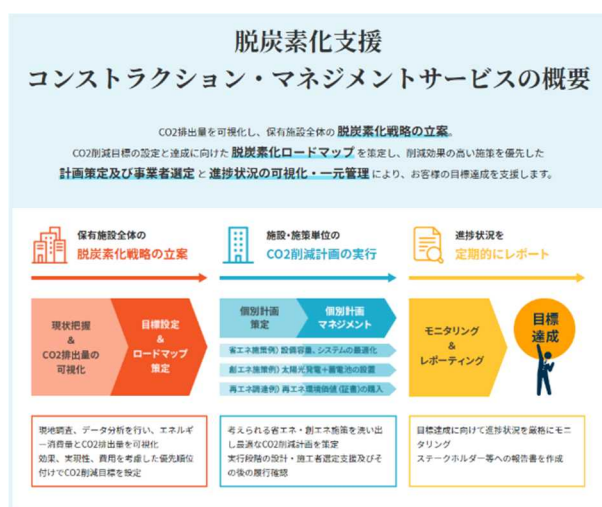 脱炭素化支援
コンストラクション・マネジメントサービスの概要
CO2排出量を可視化し、保有施設全体の 脱炭素化戦略の立案。
CO2削減目標の設定と達成に向けた 脱炭素化ロードマップ を策定し、削減効果の高い施策を優先した
計画策定及び事業者選定 と 進捗状況の可視化・一元管理 により、お客様の目標達成を支援します。
保有施設全体の
脱炭素化戦略の立案
施設・施策単位の
CO2削減計画の実行
進捗状況を
定期的にレポート
現状把握
&
CO2排出量の
可視化
目標設定
&
ロードマップ
策定
個別計画
策定
個別計画
マネジメント
省エネ施策例）設備容量、システムの最適化
創エネ施策例）太陽光発電＋蓄電池の設置
再エネ調達例）再エネ環境価値（証書）の購入
モニタリング
&
レポーティング
目標
達成
現地調査、データ分析を行い、エネルギ
ー消費量とCO2排出量を可視化
効果、実現性、費用を考慮した優先順位
付けでCO2削減目標を設定
考えられる省エネ・創エネ施策を洗い出
し最適なCO2削減計画を策定
実行段階の設計・施工者選定支援及びそ
の後の履行確認
目標達成に向けて進捗状況を厳格にモニ
タリング
ステークホルダー等への報告書を作成